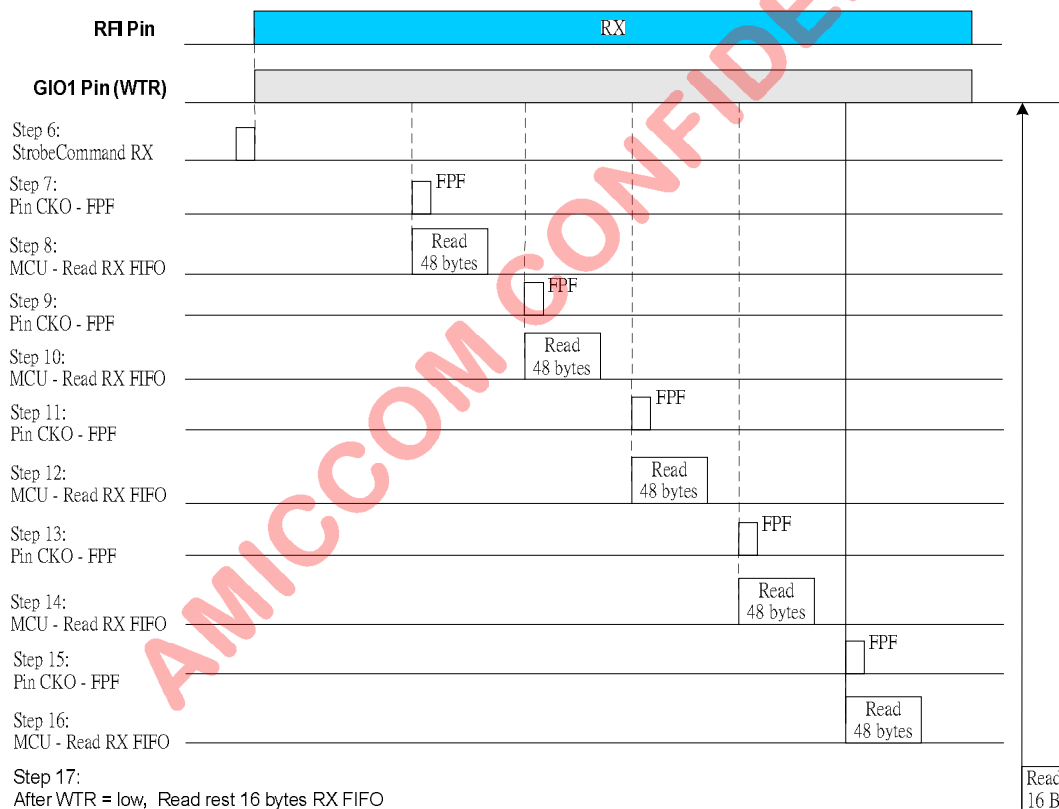 RFI Pin
RX
GIO1 Pin (WTR)
Step 6:
StrobeCommand RX
Step 7:
Pin CKO - FPF
FPF
Step 8:
MCU - Read RX FIFO
Read
48 bytes
Step 9:
Pin CKO - FPF
FPF
Step 10:
MCU - Read RX FIFO
Read
48 bytes
Step 11:
Pin CKO - FPF
FPF
Step 12:
MCU - Read RX FIFO
Read
48 bytes
Step 13:
Pin CKO - FPF
FPF
Step 14:
MCU - Read RX FIFO
Read
48 bytes
Step 15:
Pin CKO - FPF
FPF
Step 16:
MCU - Read RX FIFO
Read
48 bytes
Step 17:
After WTR = low, Read rest 16 bytes RX FIFO
Read
16 B
AMICCOM CONFIDE